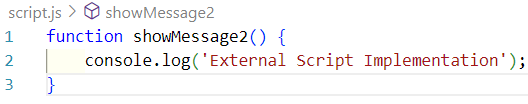 script.js > showMessage2
1 function showMessage2() {
2     console.log('External Script Implementation');
3 }